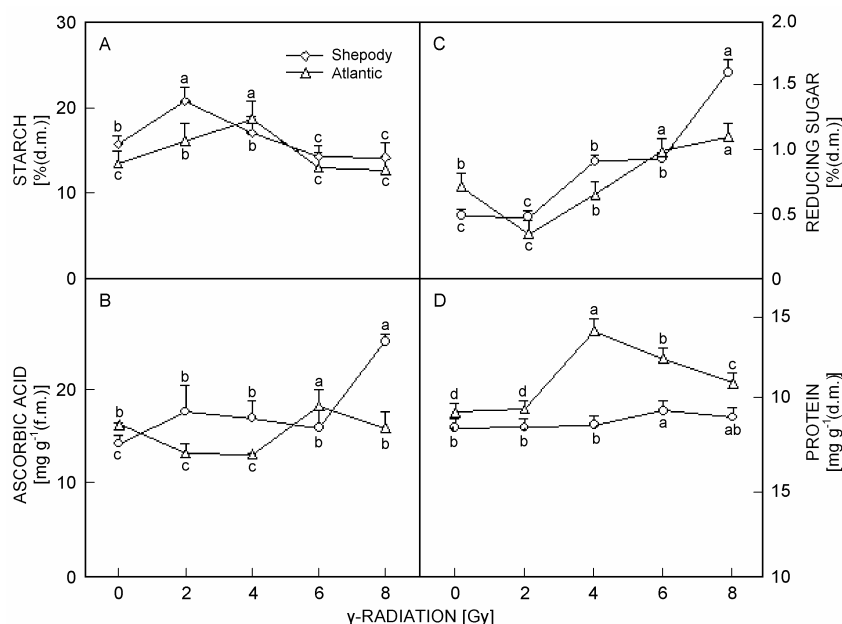 30
A
Shepody
Atlantic
C
2.0
a
a
a
b
1.5
20
b
b
c
c
a
b
b
c
c
c
1.0
b
a
b
10
c
c
b
0.5
c
0
0
STARCH
[%(d.m.)]
REDUCING SUGAR
[%(d.m.)]
B
D
a
a
15
b
b
a
b
c
20
b
d
d
10
c
c
c
b
b
b
b
b
a
ab
10
15
0
10
ASCORBIC ACID
[mg g-1(f.m.)]
PROTEIN
[mg g-1(d.m.)]
0 2 4 6 8 0 2 4 6 8
γ-RADIATION [Gy]